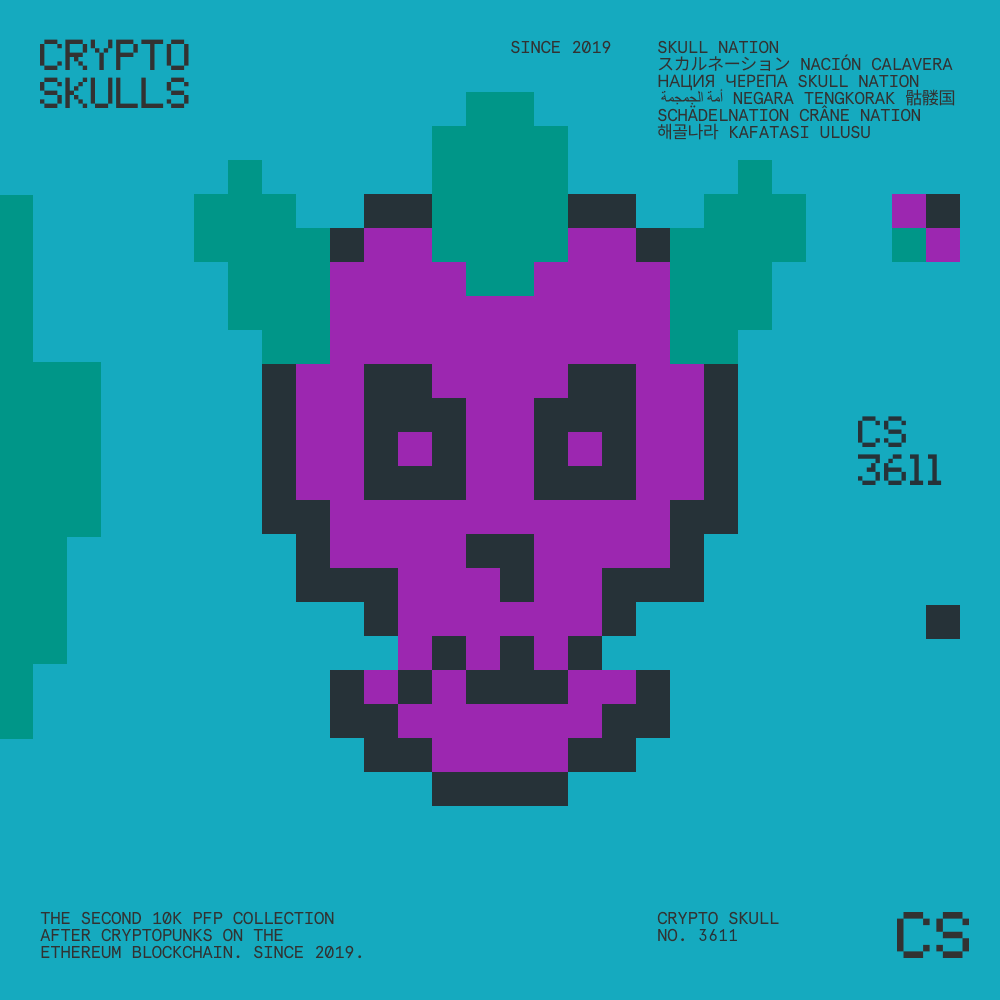 CRYPTO
SKULLS
SINCE 2019
SKULL NATION
スカルネーション NACIÓN CALAVERA
НАЦИЯ ЧЕРЕПА SKULL NATION
أمة الجمجمة NEGARA TENGKORAK 骷髅国
SCHÄDELNATION CRÂNE NATION
해골나라 KAFATASI ULUSU
CS
3611
THE SECOND 10K PFP COLLECTION
AFTER CRYPTOPUNKS ON THE
ETHEREUM BLOCKCHAIN. SINCE 2019.
CRYPTO SKULL
NO. 3611
CS